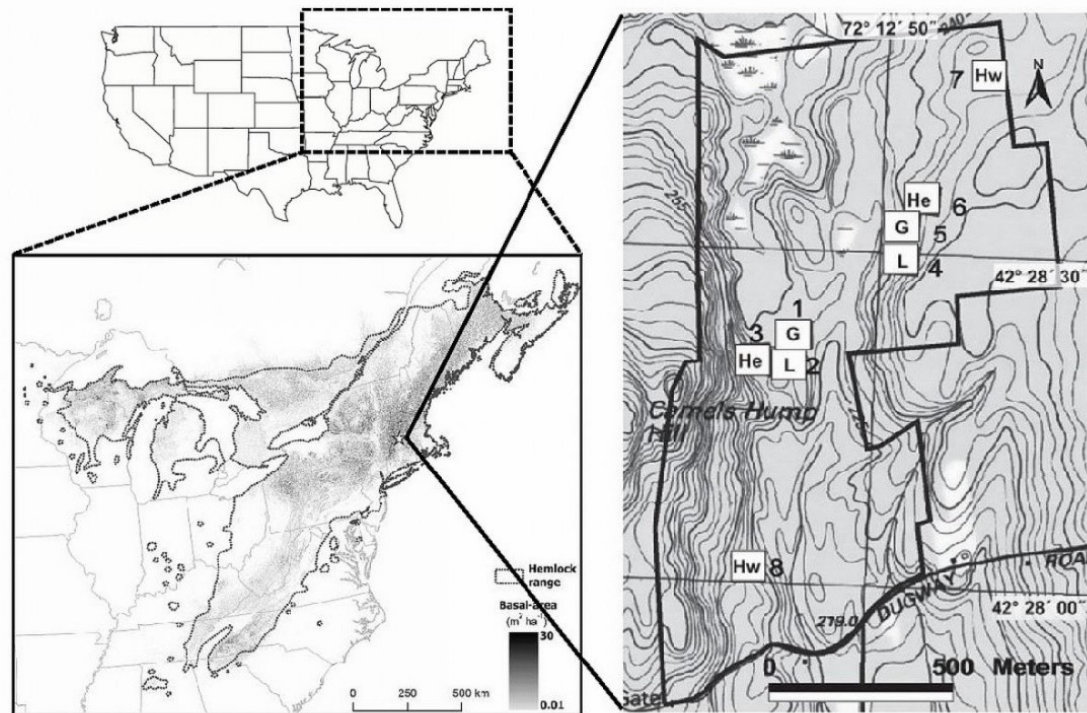 Hemlock
range
Basal-area
(m² ha⁻¹)
30
0.01
0 250 500 km
72° 12´ 50˝
240
N
7 Hw
255
He 6
G 5
L 4
42° 28´ 30˝
1
3 G
He L 2
Camels Hump
Hill
Hw 8
ROA
DUGWAY
42° 28´ 00˝
279.0
0 500 Meters
Gate